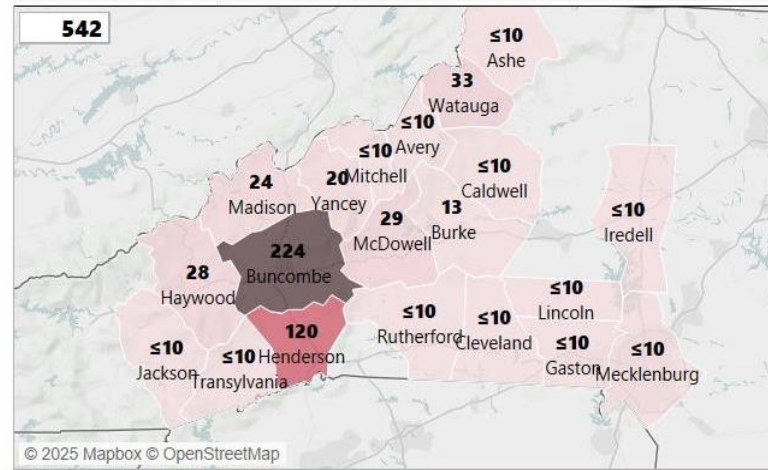 542
≤10
Ashe
33
Watauga
≤10
Avery
≤10
Mitchell
≤10
Caldwell
24
Madison
20
Yancey
29
McDowell
13
Burke
≤10
Iredell
224
Buncombe
28
Haywood
≤10
Lincoln
≤10
Rutherford
≤10
Cleveland
120
Henderson
≤10
Gaston
≤10
Mecklenburg
≤10
Jackson
≤10
Transylvania
© 2025 Mapbox © OpenStreetMap